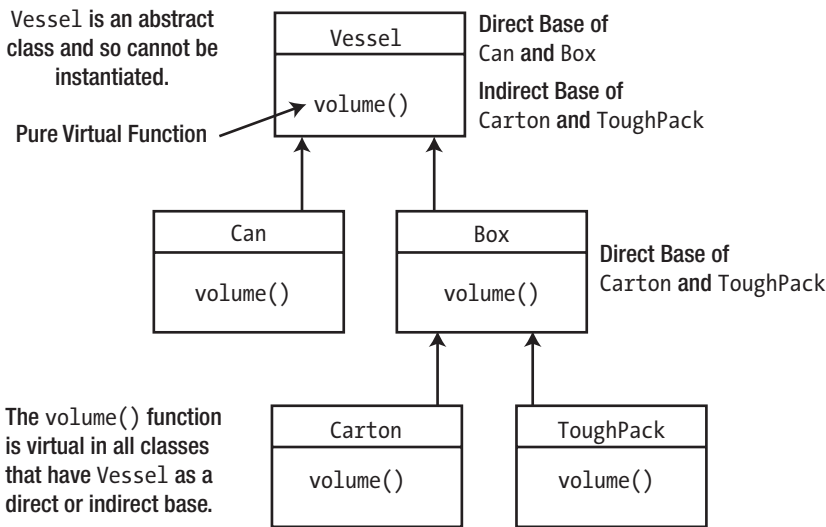 Vessel is an abstract
class and so cannot be
instantiated.
Pure Virtual Function
Vessel
volume()
Direct Base of
Can and Box
Indirect Base of
Carton and ToughPack
Can
volume()
Box
volume()
Direct Base of
Carton and ToughPack
The volume() function
is virtual in all classes
that have Vessel as a
direct or indirect base.
Carton
volume()
ToughPack
volume()